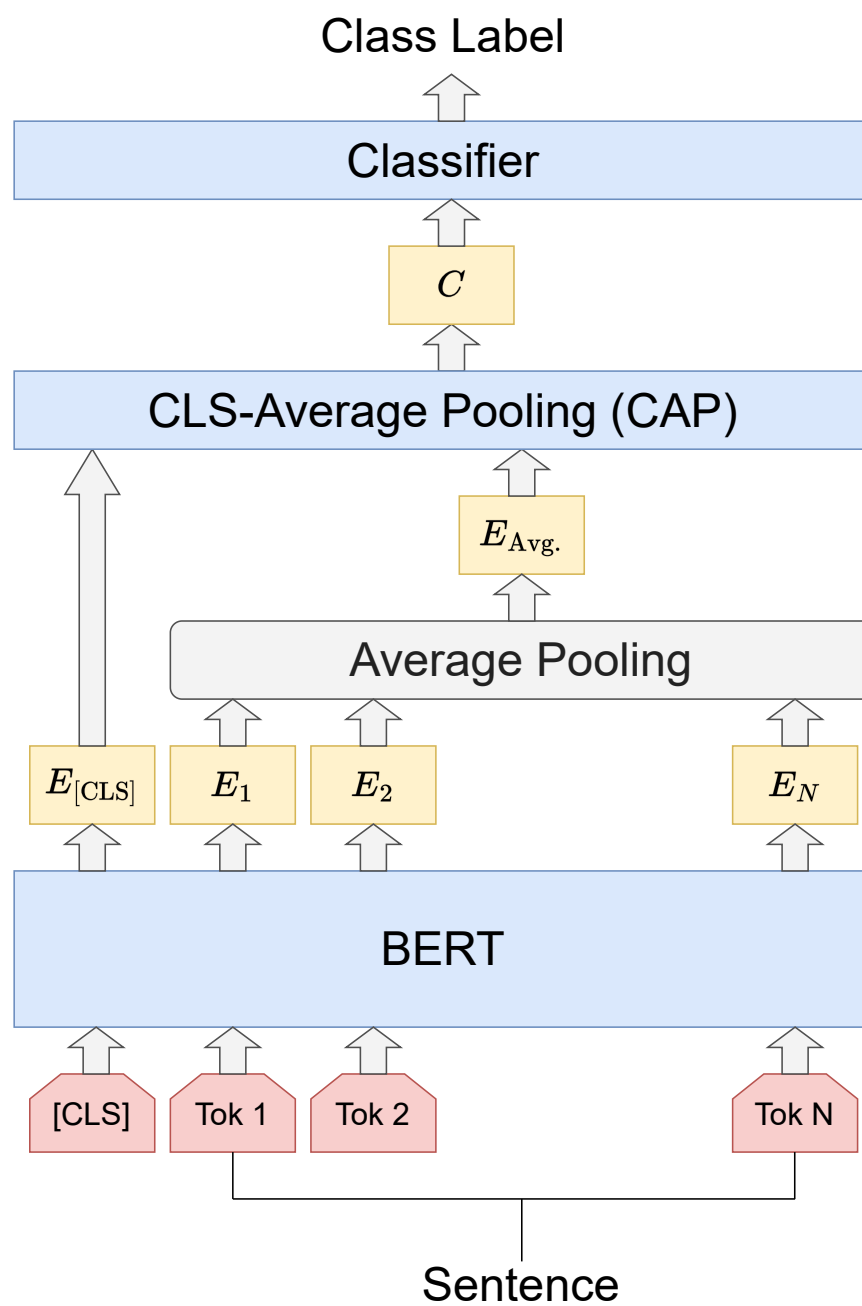 Class Label
Classifier
C
CLS-Average Pooling (CAP)
E_Avg.
Average Pooling
E_[CLS] E_1 E_2 E_N
BERT
[CLS] Tok 1 Tok 2 Tok N
Sentence